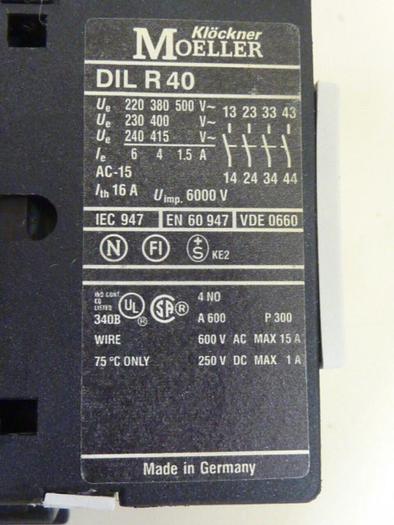 Klöckner
MOELLER
DIL R 40
Ue 220 380 500 V~ 13 23 33 43
Ue 230 400 V~
Ue 240 415 V~
Ie 6 4 1.5 A
AC-15 14 24 34 44
Ith 16 A Uimp. 6000 V
IEC 947 EN 60 947 VDE 0660
N FI +S KE2
IND CONT
EQ
LISTED UL ® SA ® 4 NO
340B A 600 P 300
WIRE 600 V AC MAX 15 A
75 °C ONLY 250 V DC MAX 1 A
Made in Germany